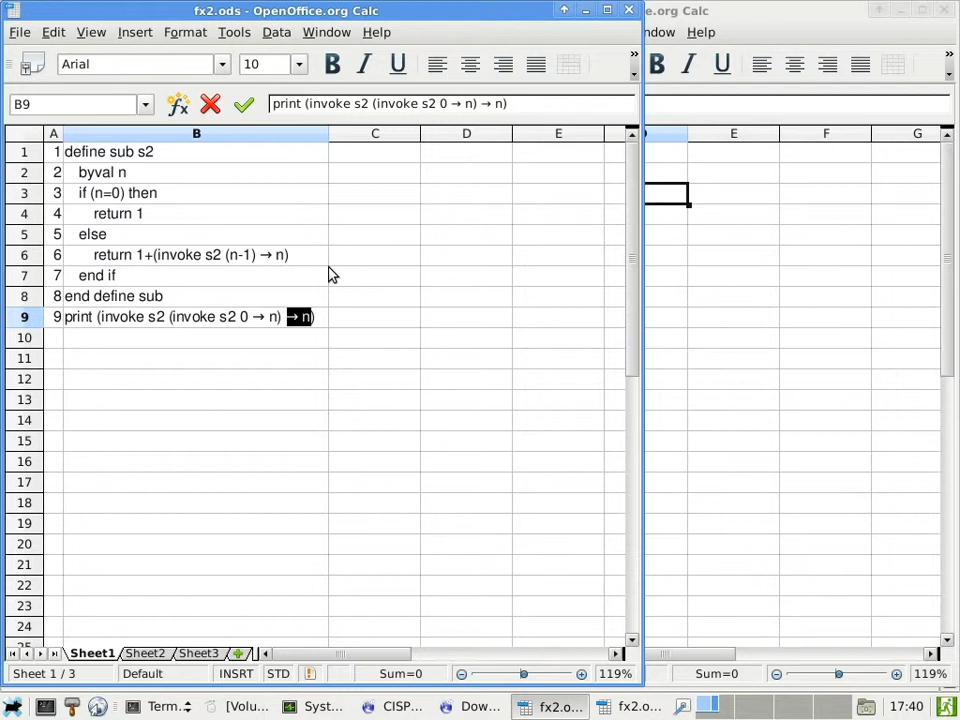 fx2.ods - OpenOffice.org Calc
e.org Calc
File Edit View Insert Format Tools Data Window Help
ndow Help
Arial 10 B I U
B I U
B9 print (invoke s2 (invoke s2 0 → n) → n)
A B C D E
E F G
1 1 define sub s2
2 2 byval n
3 3 if (n=0) then
4 4 return 1
5 5 else
6 6 return 1+(invoke s2 (n-1) → n)
7 7 end if
8 8 end define sub
9 9 print (invoke s2 (invoke s2 0 → n) → n)
10
11
12
13
14
15
16
17
18
19
20
21
22
23
24
25
Sheet1 Sheet2 Sheet3
Sheet 1 / 3 Default INSRT STD Sum=0 119%
Sum=0 119%
Term... [Volu... Syst... CISP... Dow... fx2.o... fx2.o... 17:40